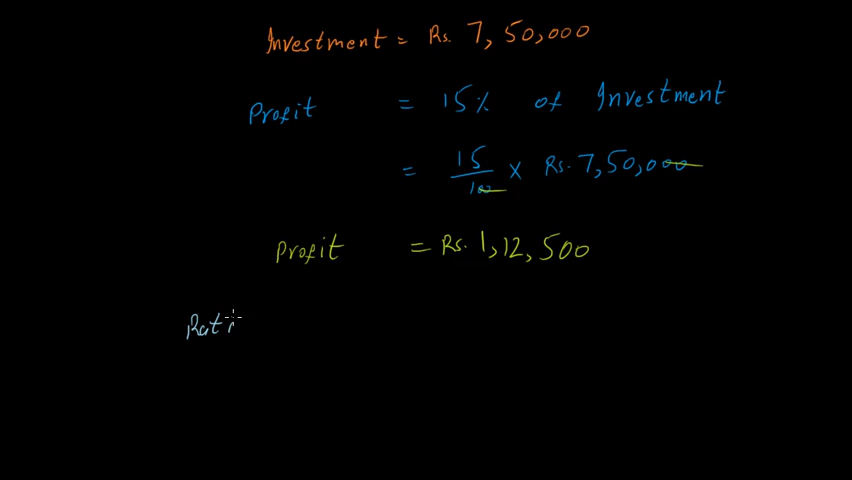 Investment = Rs. 7,50,000
Profit = 15% of Investment
= 15/100 × Rs. 7,50,000
Profit = Rs. 1,12,500
Rati